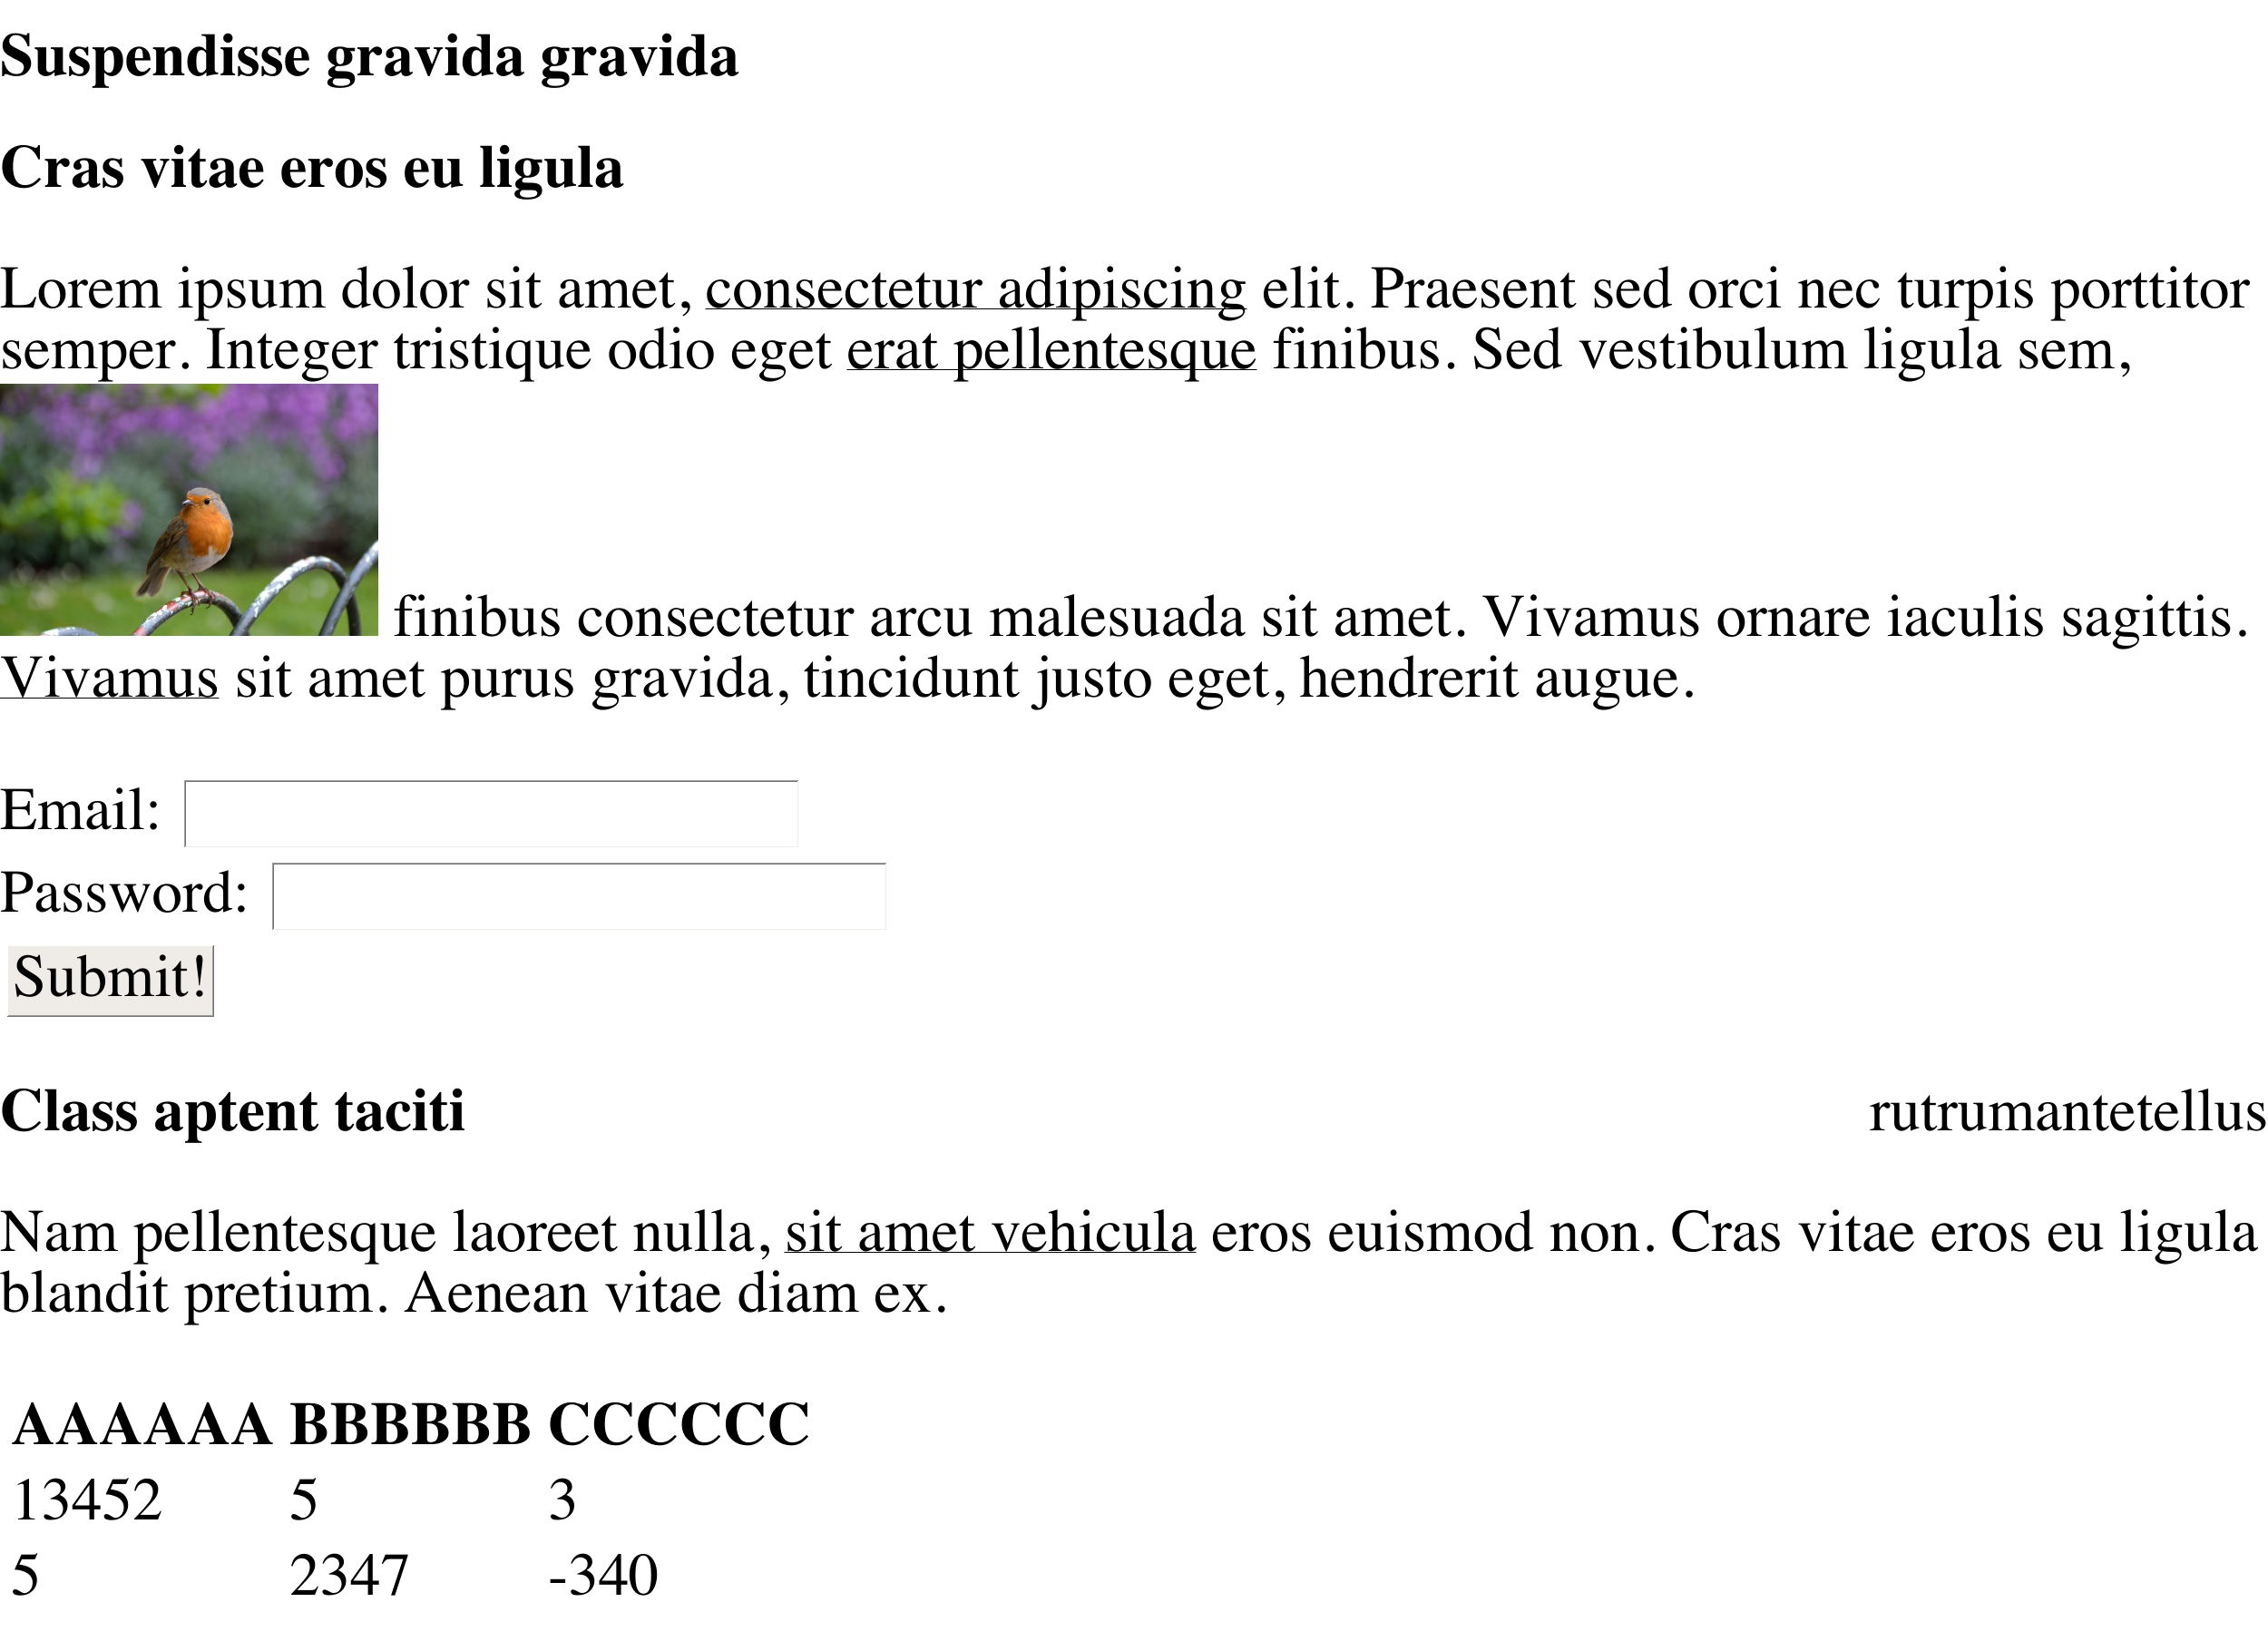 Suspendisse gravida gravida
Cras vitae eros eu ligula
Lorem ipsum dolor sit amet, consectetur adipiscing elit. Praesent sed orci nec turpis porttitor
semper. Integer tristique odio eget erat pellentesque finibus. Sed vestibulum ligula sem,
finibus consectetur arcu malesuada sit amet. Vivamus ornare iaculis sagittis.
Vivamus sit amet purus gravida, tincidunt justo eget, hendrerit augue.
Email:
Password:
Submit!
Class aptent taciti rutrumantetellus
Nam pellentesque laoreet nulla, sit amet vehicula eros euismod non. Cras vitae eros eu ligula
blandit pretium. Aenean vitae diam ex.
AAAAAA BBBBBB CCCCCC
13452 5 3
5 2347 -340